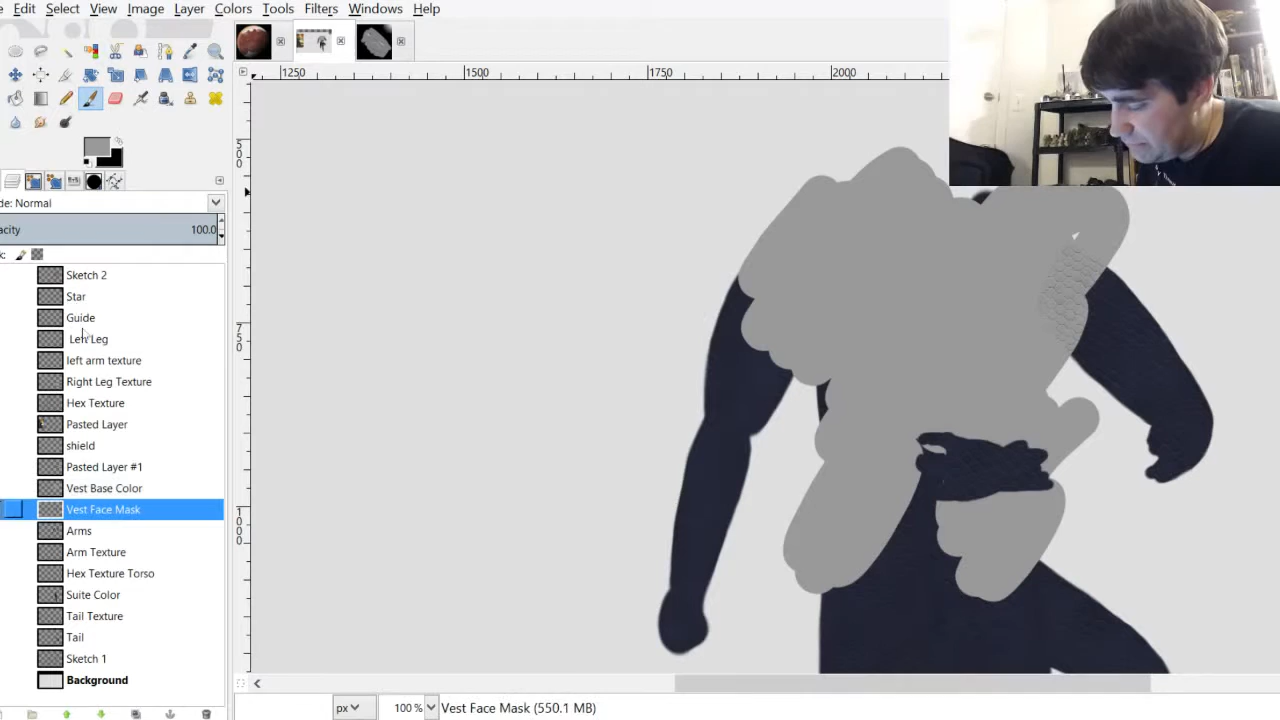 Edit Select View Image Layer Colors Tools Filters Windows Help
1250 1500 1750 2000
500
750
1000
de: Normal
acity 100.0
k:
Sketch 2
Star
Guide
Left Leg
left arm texture
Right Leg Texture
Hex Texture
Pasted Layer
shield
Pasted Layer #1
Vest Base Color
Vest Face Mask
Arms
Arm Texture
Hex Texture Torso
Suite Color
Tail Texture
Tail
Sketch 1
Background
px 100 % Vest Face Mask (550.1 MB)